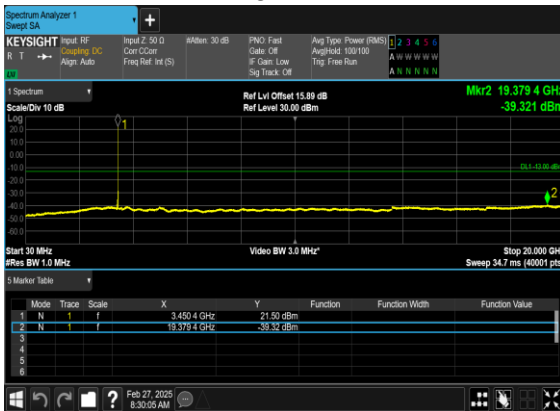 Spectrum Analyzer 1
Swept SA
+
KEYSIGHT Input: RF Input Z: 50 Ω #Atten: 30 dB PNO: Fast Avg Type: Power (RMS) 1 2 3 4 5 6
R T Coupling: DC Corr CCorr Gate: Off Avg|Hold: 100/100 A W W W W W
Align: Auto Freq Ref: Int (S) IF Gain: Low Trig: Free Run
Sig Track: Off A N N N N N
1 Spectrum Ref Lvl Offset 15.89 dB Mkr2 19.379 4 GHz
Scale/Div 10 dB Ref Level 30.00 dBm -39.321 dBm
Log
20.0
10.0
0.00
-10.0
-20.0
-30.0
-40.0
-50.0
-60.0
1
DL1 -13.00 dBm
2
Start 30 MHz Video BW 3.0 MHz* Stop 20.000 GH
#Res BW 1.0 MHz Sweep 34.7 ms (40001 pts
5 Marker Table
Mode Trace Scale X Y Function Function Width Function Value
1 N 1 f 3.450 4 GHz 21.50 dBm
2 N 1 f 19.379 4 GHz -39.32 dBm
3
4
5
6
? Feb 27, 2025
8:30:05 AM